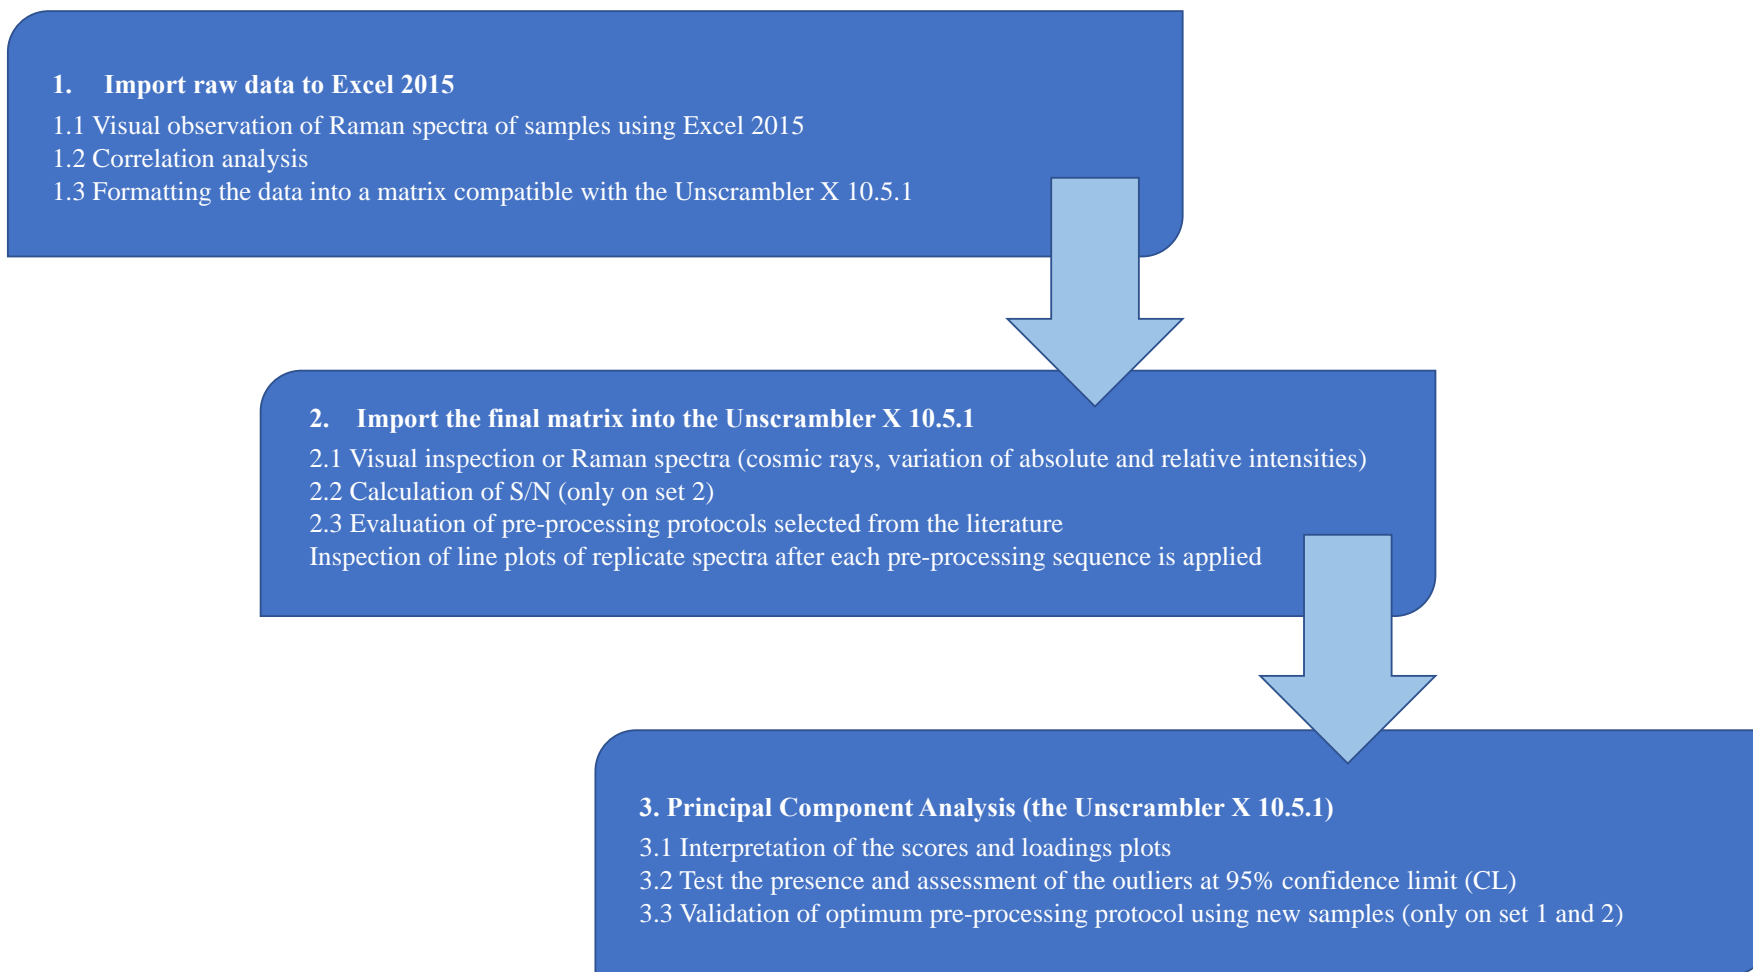 1. Import raw data to Excel 2015
1.1 Visual observation of Raman spectra of samples using Excel 2015
1.2 Correlation analysis
1.3 Formatting the data into a matrix compatible with the Unscrambler X 10.5.1
2. Import the final matrix into the Unscrambler X 10.5.1
2.1 Visual inspection or Raman spectra (cosmic rays, variation of absolute and relative intensities)
2.2 Calculation of S/N (only on set 2)
2.3 Evaluation of pre-processing protocols selected from the literature
Inspection of line plots of replicate spectra after each pre-processing sequence is applied
3. Principal Component Analysis (the Unscrambler X 10.5.1)
3.1 Interpretation of the scores and loadings plots
3.2 Test the presence and assessment of the outliers at 95% confidence limit (CL)
3.3 Validation of optimum pre-processing protocol using new samples (only on set 1 and 2)